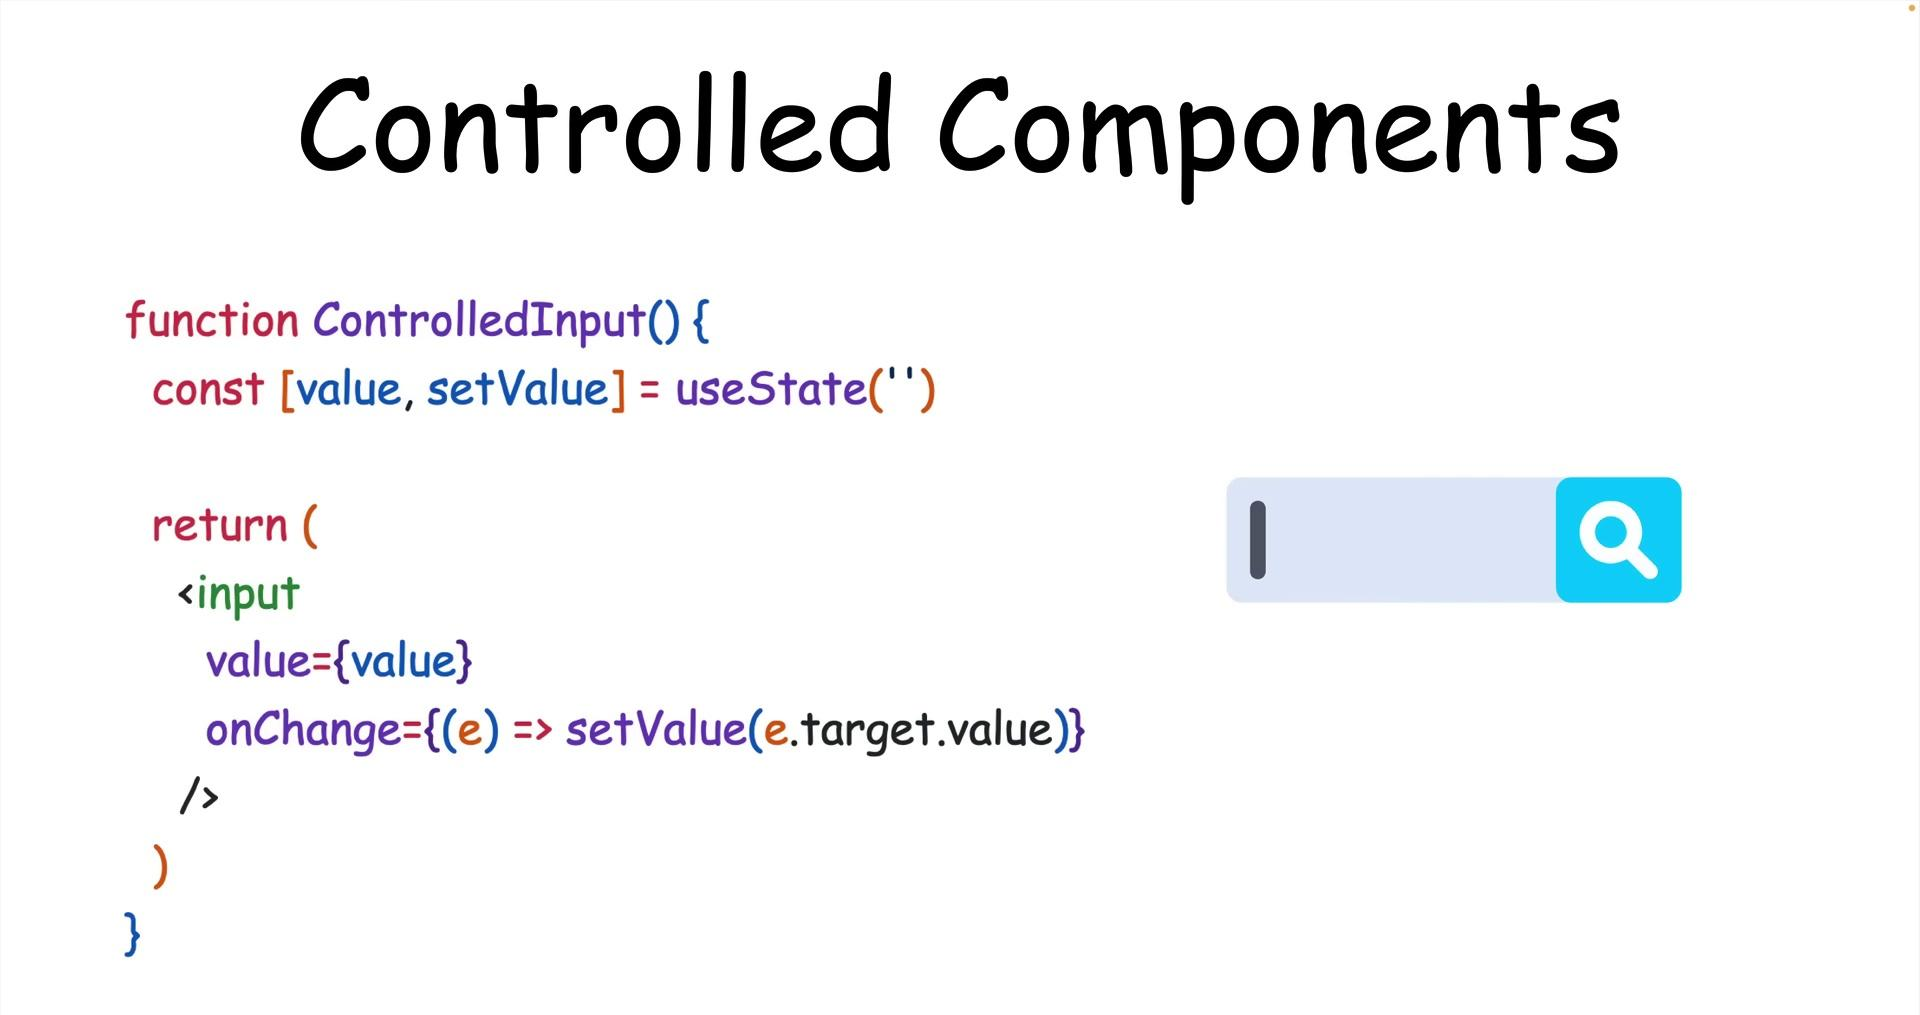 Controlled Components
function ControlledInput() {
const [value, setValue] = useState('')
return (
<input
value={value}
onChange={(e) => setValue(e.target.value)}
/>
)
}